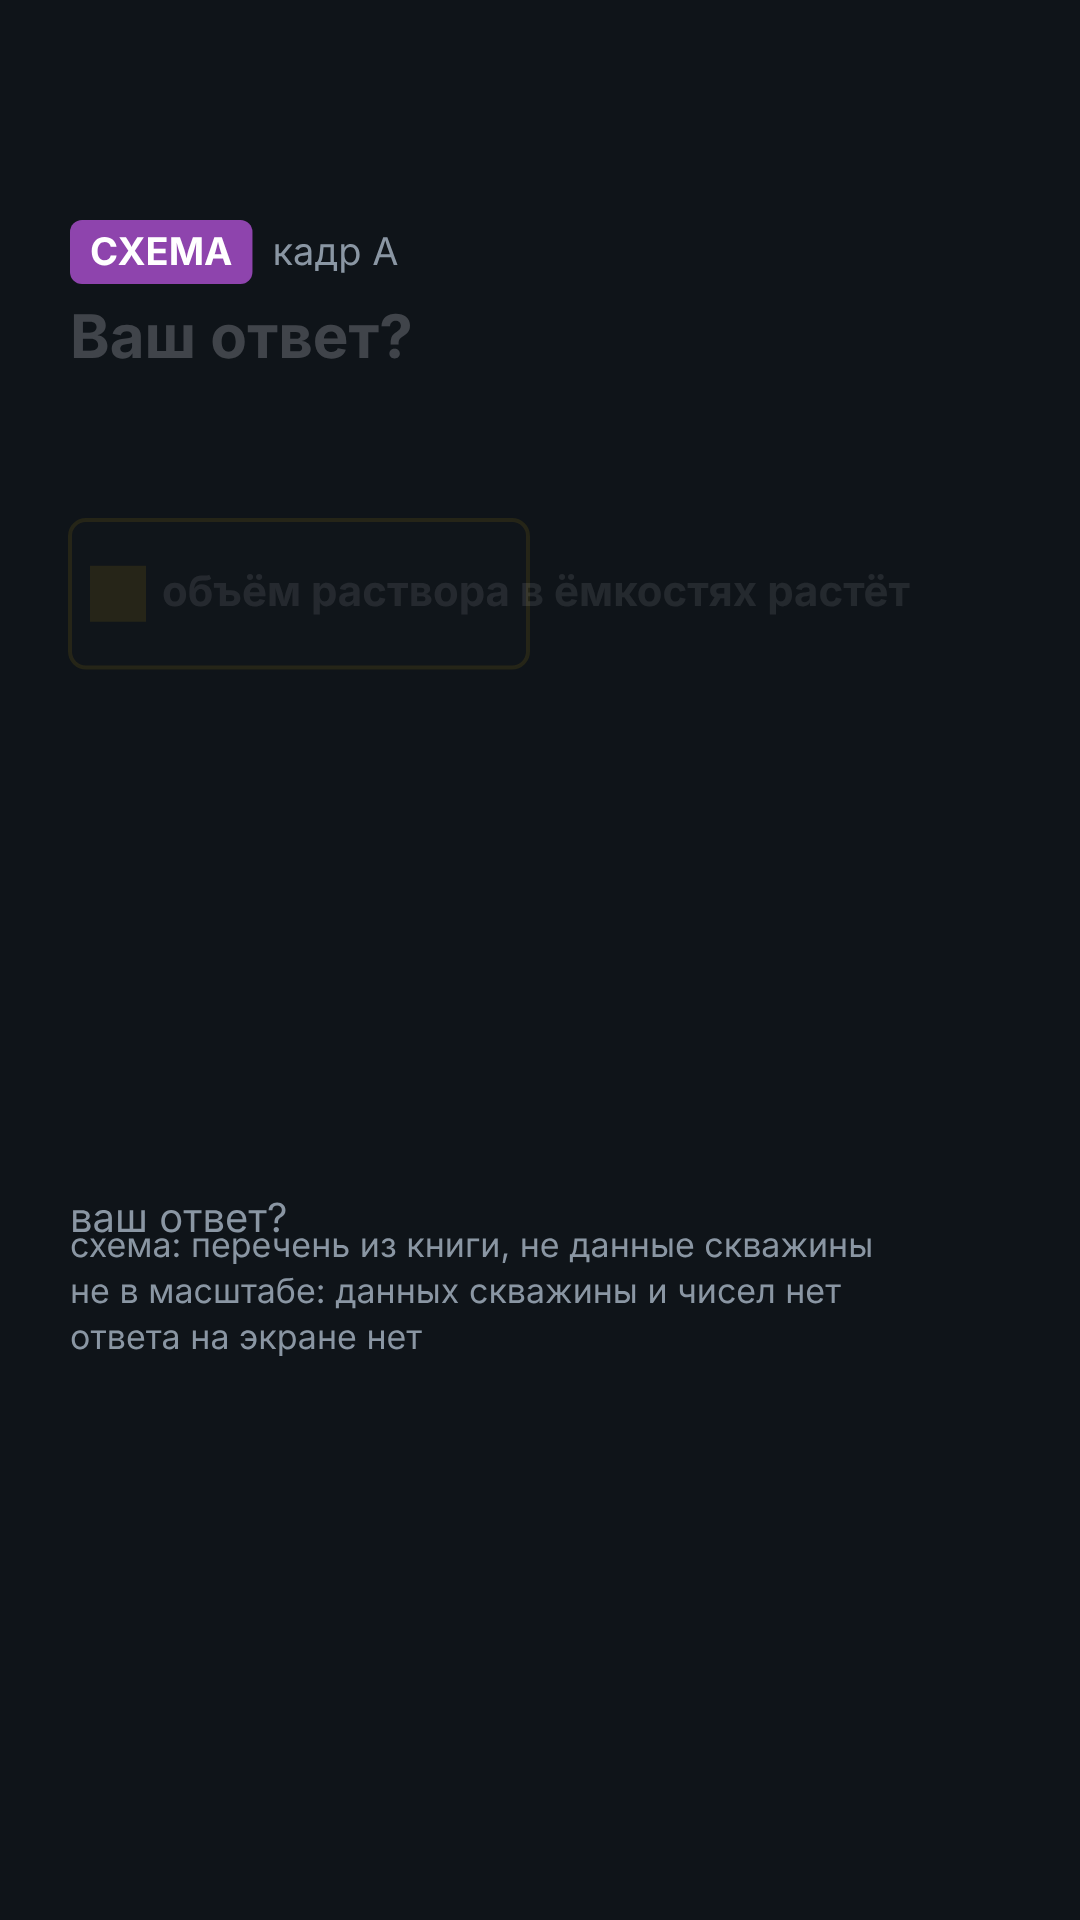 СХЕМА кадр А
Ваш ответ?
объём раствора в ёмкостях растёт
ваш ответ?
схема: перечень из книги, не данные скважины
не в масштабе: данных скважины и чисел нет
ответа на экране нет